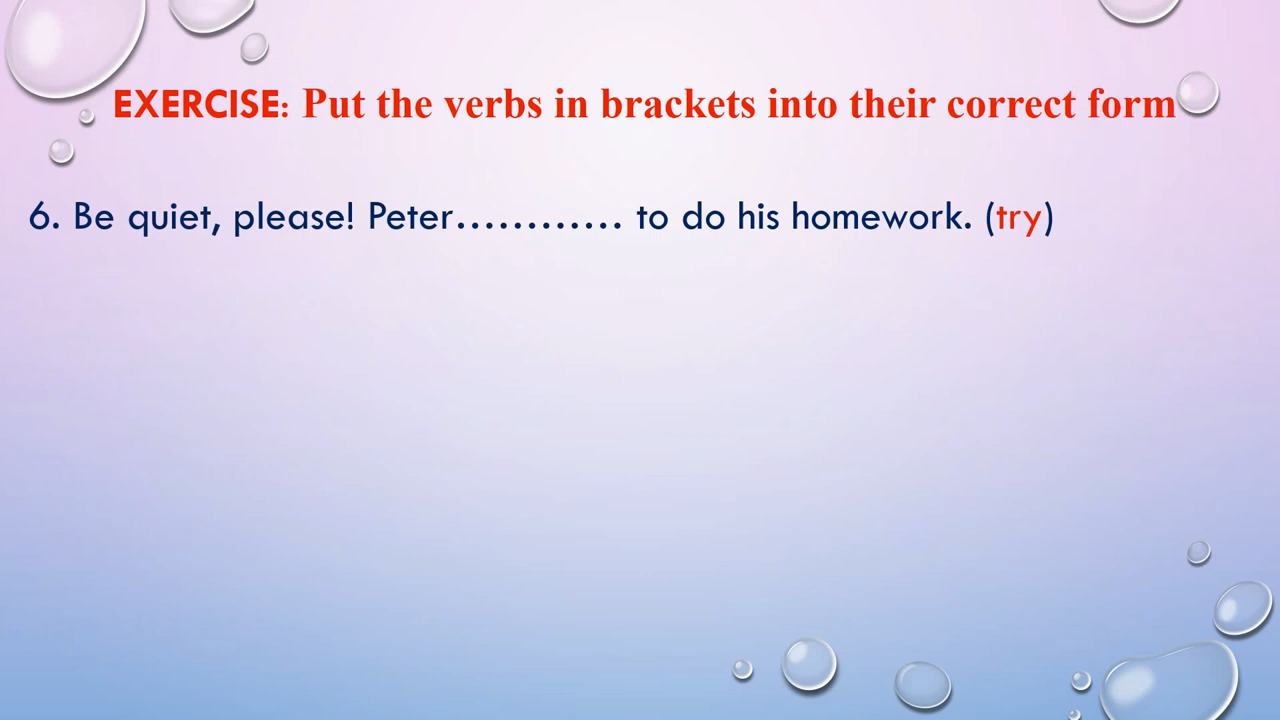 EXERCISE: Put the verbs in brackets into their correct form
6. Be quiet, please! Peter………… to do his homework. (try)